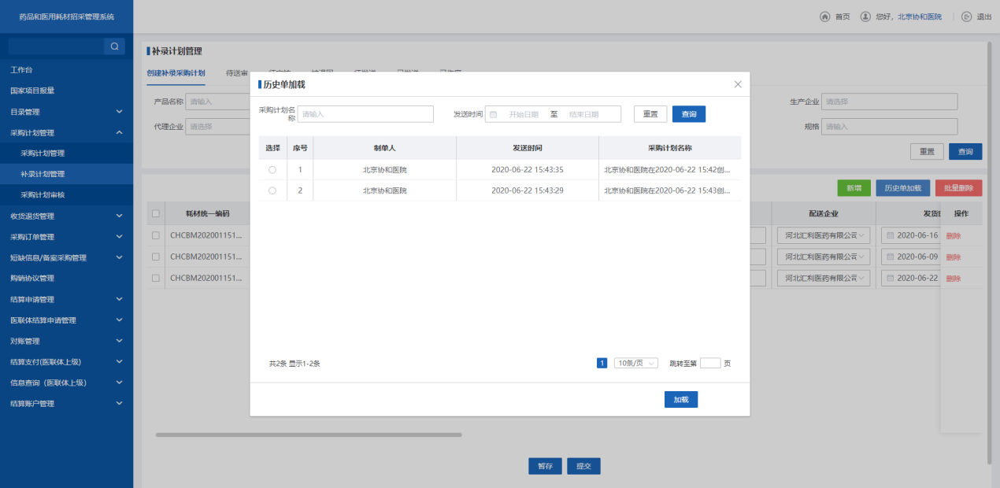 药品和医用耗材招采管理系统
首页
您好，北京协和医院
退出
工作台
国家项目报量
目录管理
采购计划管理
采购计划管理
补录计划管理
采购计划审核
收货退货管理
采购订单管理
短缺信息/备案采购管理
购销协议管理
结算申请管理
医联体结算申请管理
对账管理
结算支付(医联体上级)
信息查询（医联体上级）
结算账户管理
补录计划管理
创建补录采购计划
待送审
产品名称 请输入
生产企业 请选择
代理企业 请选择
规格 请输入
重置 查询
新增 历史单加载 批量删除
耗材统一编码
配送企业
操作
CHCBM202001151...
河北汇利医药有限公司
2020-06-16
删除
CHCBM202001151...
河北汇利医药有限公司
2020-06-09
删除
CHCBM202001151...
河北汇利医药有限公司
2020-06-22
删除
历史单加载
采购计划名称 请输入
发送时间 开始日期 至 结束日期
重置 查询
选择 序号 制单人 发送时间 采购计划名称
1 北京协和医院 2020-06-22 15:43:35 北京协和医院在2020-06-22 15:42创...
2 北京协和医院 2020-06-22 15:43:29 北京协和医院在2020-06-22 15:43创...
共2条 显示1-2条
1 10条/页 跳转至第 页
加载
暂存 提交